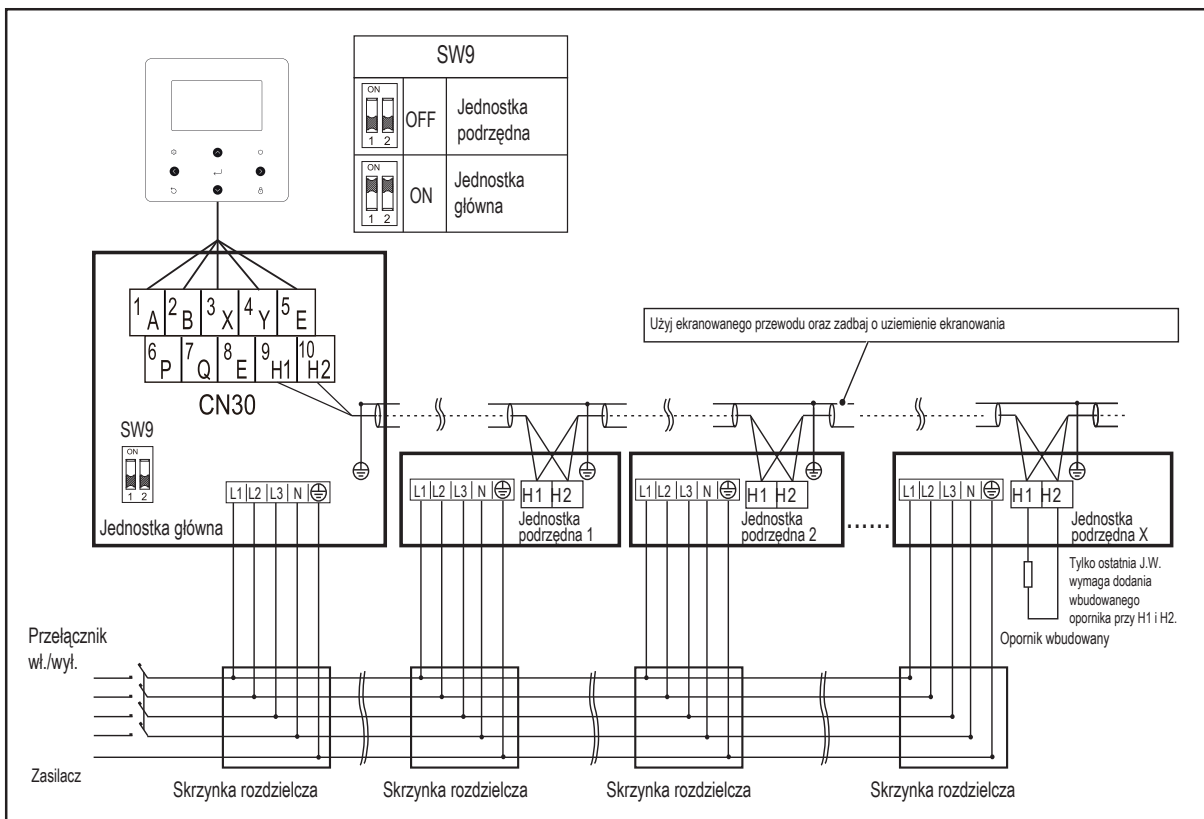 SW9
ON
1 2
OFF
Jednostka
podrzędna
ON
1 2
ON
Jednostka
główna
1 A 2 B 3 X 4 Y 5 E
6 P 7 Q 8 E 9 H1 10 H2
CN30
Użyj ekranowanego przewodu oraz zadbaj o uziemienie ekranowania
SW9
ON
1 2
L1 L2 L3 N
Jednostka główna
L1 L2 L3 N
H1 H2
Jednostka
podrzędna 1
L1 L2 L3 N
H1 H2
Jednostka
podrzędna 2
......
L1 L2 L3 N
H1 H2
Jednostka
podrzędna X
Tylko ostatnia J.W.
wymaga dodania
wbudowanego
opornika przy H1 i H2.
Opornik wbudowany
Przełącznik
wł./wył.
Zasilacz
Skrzynka rozdzielcza
Skrzynka rozdzielcza
Skrzynka rozdzielcza
Skrzynka rozdzielcza